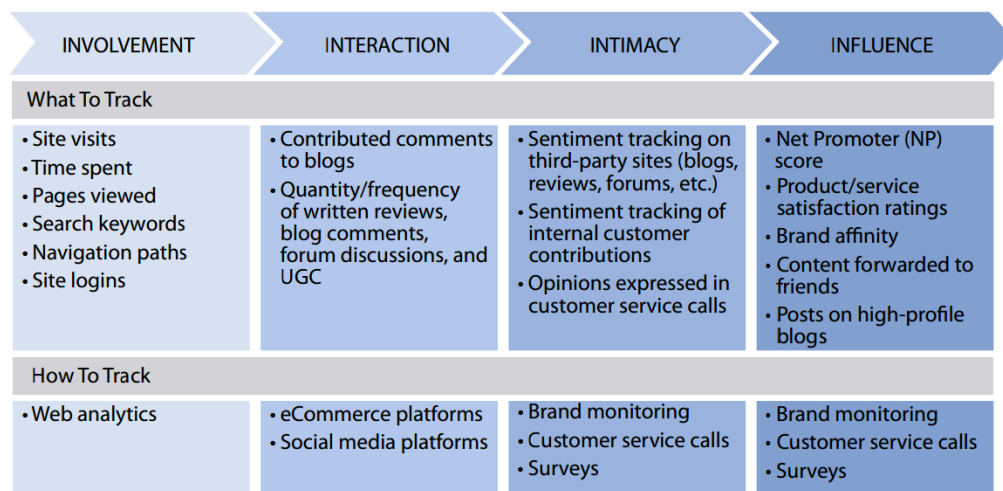 INVOLVEMENT
INTERACTION
INTIMACY
INFLUENCE
What To Track
• Site visits
• Time spent
• Pages viewed
• Search keywords
• Navigation paths
• Site logins
• Contributed comments
to blogs
• Quantity/frequency
of written reviews,
blog comments,
forum discussions, and
UGC
• Sentiment tracking on
third-party sites (blogs,
reviews, forums, etc.)
• Sentiment tracking of
internal customer
contributions
• Opinions expressed in
customer service calls
• Net Promoter (NP)
score
• Product/service
satisfaction ratings
• Brand affinity
• Content forwarded to
friends
• Posts on high-profile
blogs
How To Track
• Web analytics
• eCommerce platforms
• Social media platforms
• Brand monitoring
• Customer service calls
• Surveys
• Brand monitoring
• Customer service calls
• Surveys